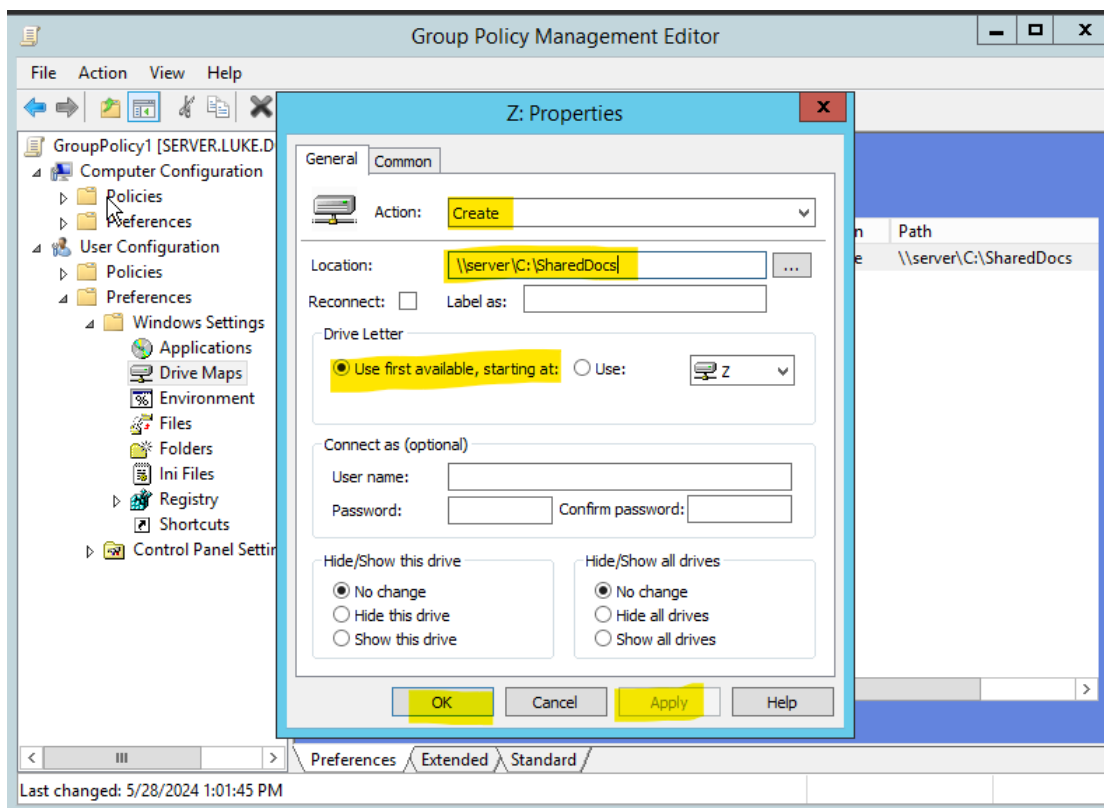 Group Policy Management Editor
File Action View Help
GroupPolicy1 [SERVER.LUKE.D
Computer Configuration
Policies
Preferences
User Configuration
Policies
Preferences
Windows Settings
Applications
Drive Maps
Environment
Files
Folders
Ini Files
Registry
Shortcuts
Control Panel Settin
Z: Properties
x
General Common
Action: Create
Location: \\server\C:\SharedDocs ...
Reconnect: Label as:
Drive Letter
Use first available, starting at: Use: Z
Connect as (optional)
User name:
Password: Confirm password:
Hide/Show this drive
No change
Hide this drive
Show this drive
Hide/Show all drives
No change
Hide all drives
Show all drives
OK Cancel Apply Help
n Path
e \\server\C:\SharedDocs
Preferences Extended Standard
Last changed: 5/28/2024 1:01:45 PM